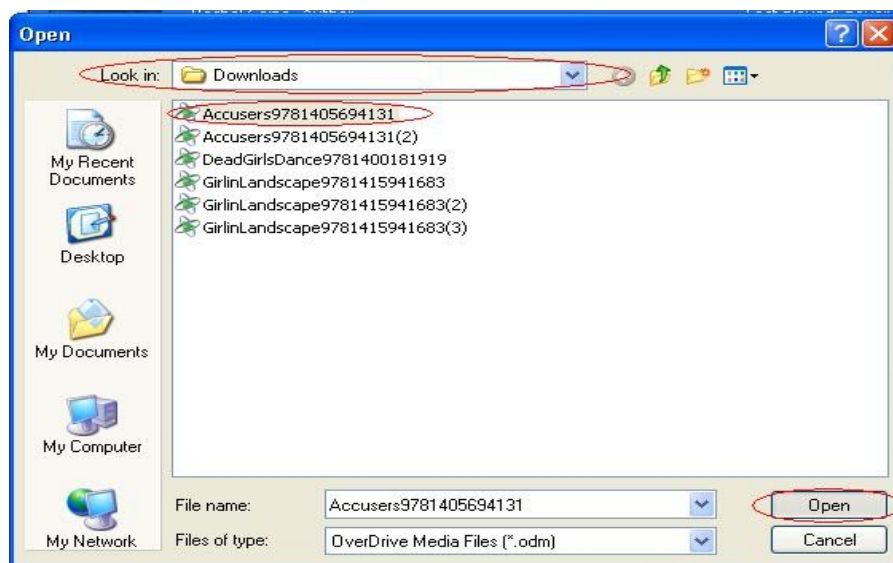 Open
Look in: Downloads
Accusers9781405694131
Accusers9781405694131(2)
DeadGirlsDance9781400181919
GirlinLandscape9781415941683
GirlinLandscape9781415941683(2)
GirlinLandscape9781415941683(3)
My Recent
Documents
Desktop
My Documents
My Computer
My Network
File name: Accusers9781405694131 Open
Files of type: OverDrive Media Files (*.odm) Cancel